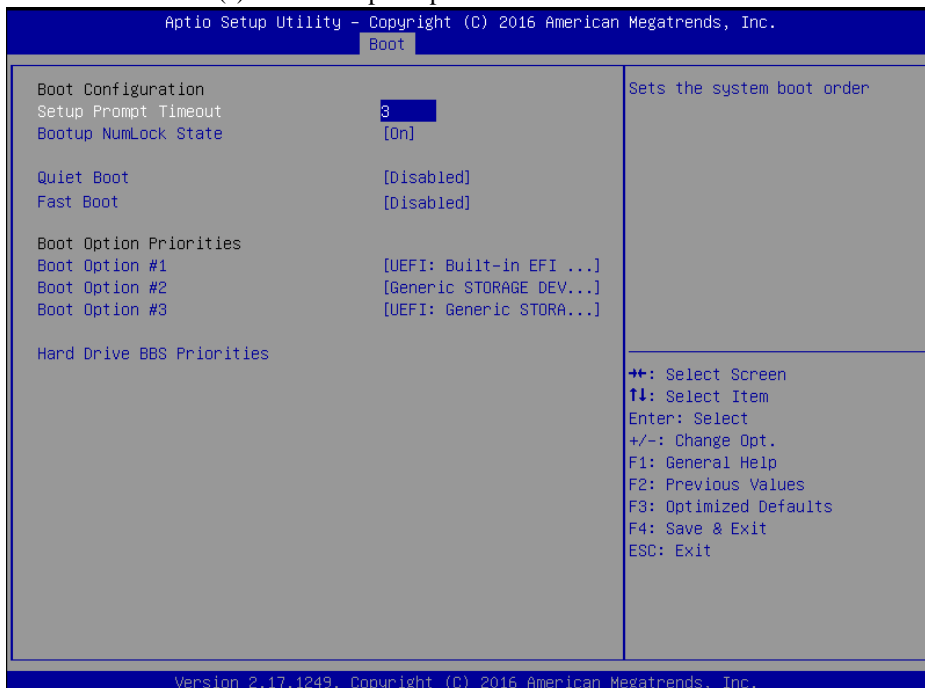 Aptio Setup Utility – Copyright (C) 2016 American Megatrends, Inc.
Boot
Boot Configuration
Setup Prompt Timeout 3
Bootup NumLock State [On]
Quiet Boot [Disabled]
Fast Boot [Disabled]
Boot Option Priorities
Boot Option #1 [UEFI: Built-in EFI ...]
Boot Option #2 [Generic STORAGE DEV...]
Boot Option #3 [UEFI: Generic STORA...]
Hard Drive BBS Priorities
Sets the system boot order
→←: Select Screen
↑↓: Select Item
Enter: Select
+/-: Change Opt.
F1: General Help
F2: Previous Values
F3: Optimized Defaults
F4: Save & Exit
ESC: Exit
Version 2.17.1249. Copyright (C) 2016 American Megatrends, Inc.